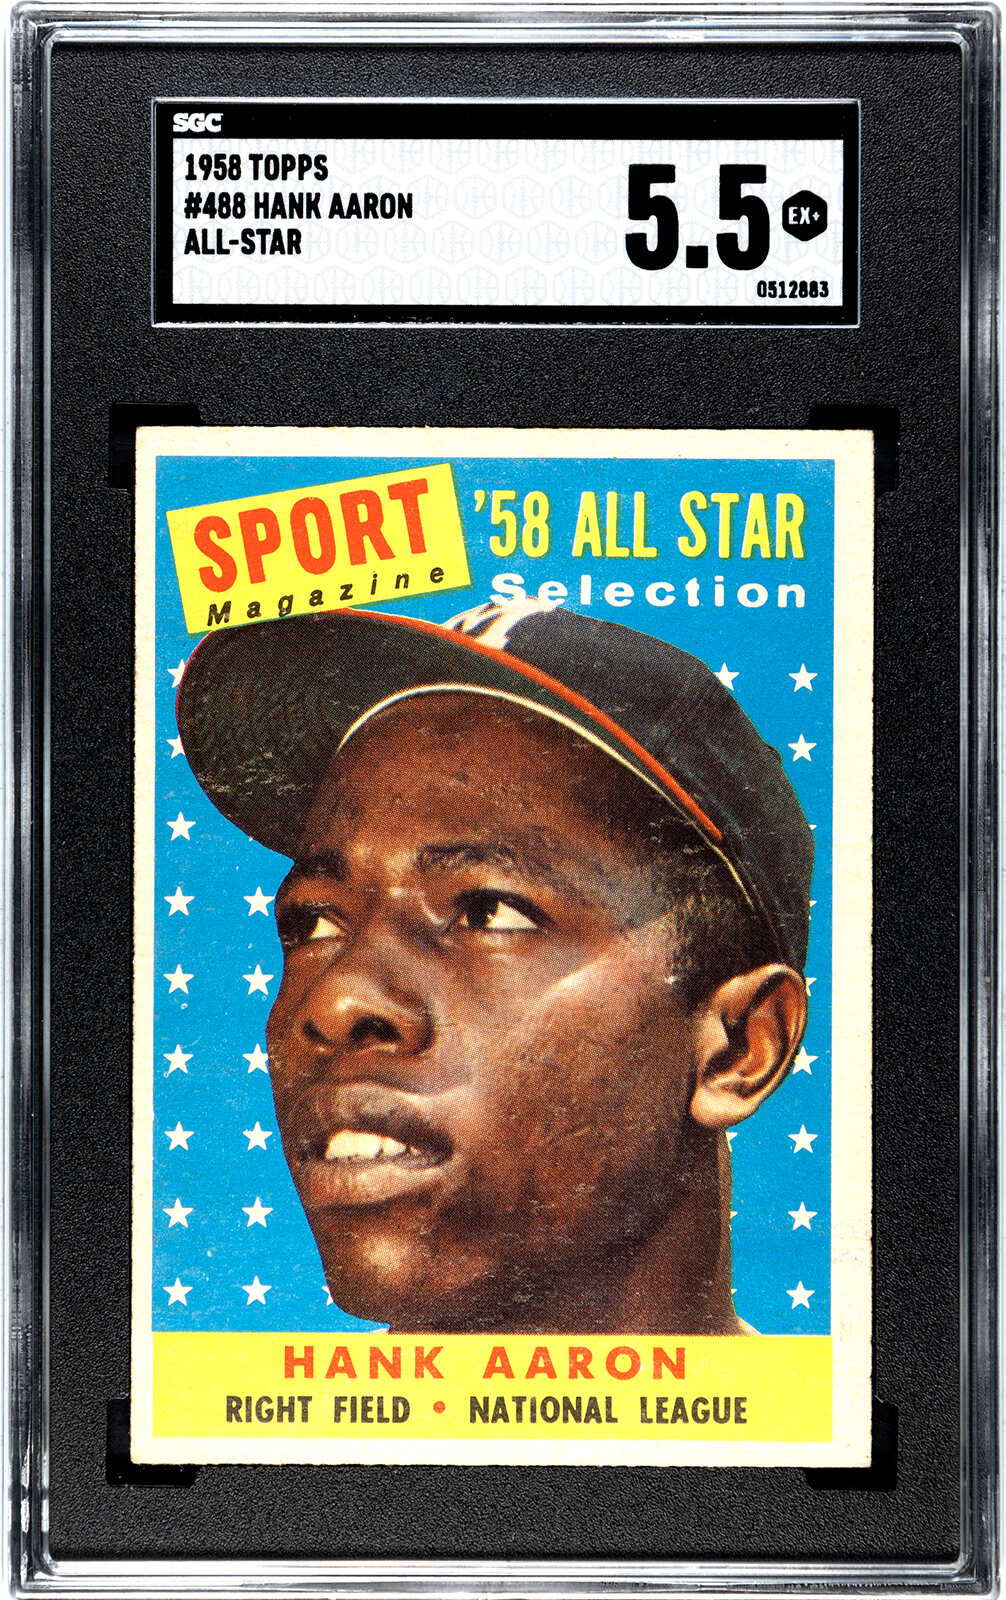 SGC
1958 TOPPS
#488 HANK AARON
ALL-STAR
5.5 EX+
0512883
SPORT
Magazine
'58 ALL STAR
Selection
HANK AARON
RIGHT FIELD • NATIONAL LEAGUE